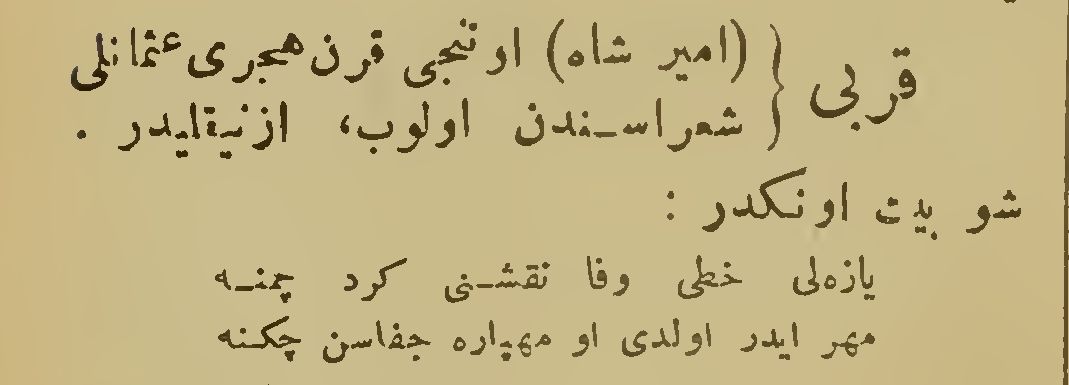 قربی { (امیر شاه) اوننجی قرن هجری عثمانلی
شعراسندن اولوب، ازنیقلیدر .
شو بیت اونکدر :
یازه‌لی خطی وفا نقشنی کرد چمنه
مهر ایدر اولدی او مهپاره جفاسن چکنه